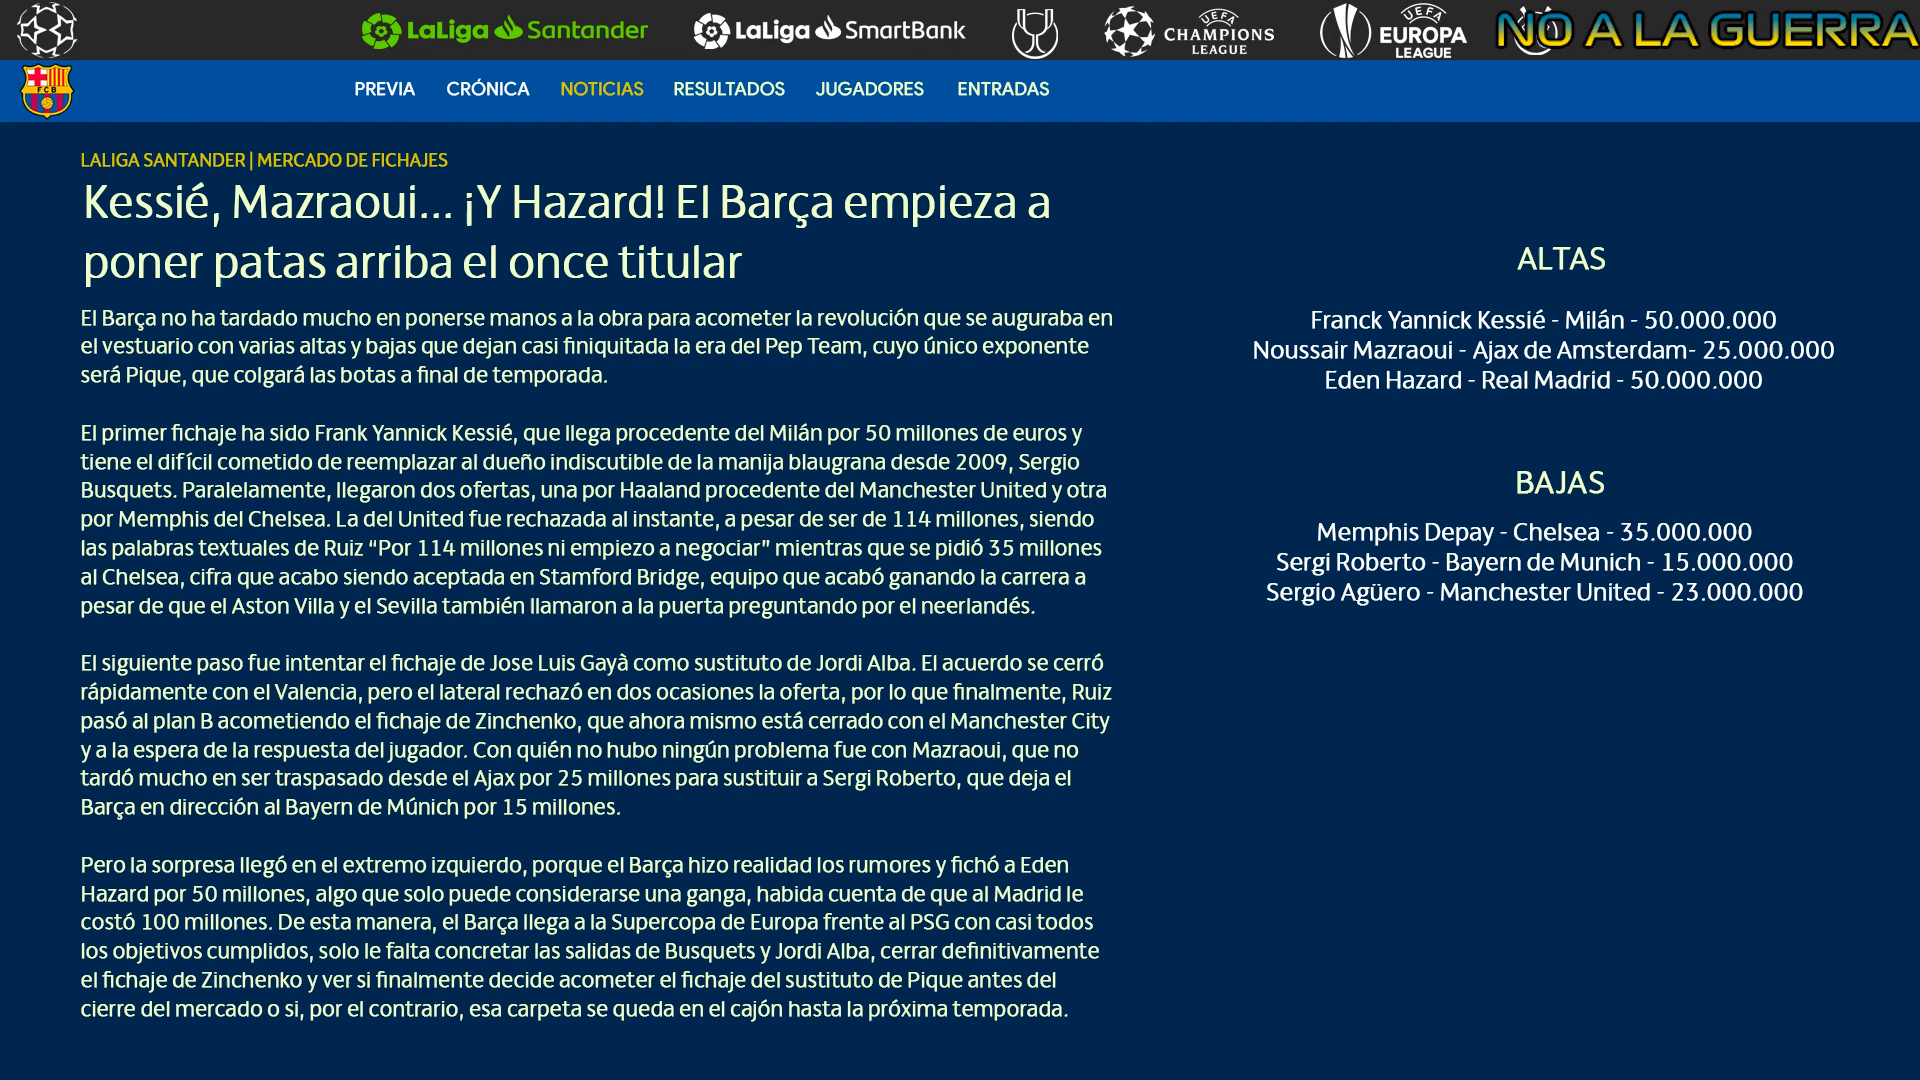 LaLiga Santander
LaLiga SmartBank
UEFA
CHAMPIONS
LEAGUE
UEFA
EUROPA
LEAGUE
NO A LA GUERRA
FCB
PREVIA
CRÓNICA
NOTICIAS
RESULTADOS
JUGADORES
ENTRADAS
LALIGA SANTANDER | MERCADO DE FICHAJES
Kessié, Mazraoui... ¡Y Hazard! El Barça empieza a
poner patas arriba el once titular
El Barça no ha tardado mucho en ponerse manos a la obra para acometer la revolución que se auguraba en
el vestuario con varias altas y bajas que dejan casi finiquitada la era del Pep Team, cuyo único exponente
será Pique, que colgará las botas a final de temporada.
El primer fichaje ha sido Frank Yannick Kessié, que llega procedente del Milán por 50 millones de euros y
tiene el difícil cometido de reemplazar al dueño indiscutible de la manija blaugrana desde 2009, Sergio
Busquets. Paralelamente, llegaron dos ofertas, una por Haaland procedente del Manchester United y otra
por Memphis del Chelsea. La del United fue rechazada al instante, a pesar de ser de 114 millones, siendo
las palabras textuales de Ruiz “Por 114 millones ni empiezo a negociar” mientras que se pidió 35 millones
al Chelsea, cifra que acabo siendo aceptada en Stamford Bridge, equipo que acabó ganando la carrera a
pesar de que el Aston Villa y el Sevilla también llamaron a la puerta preguntando por el neerlandés.
El siguiente paso fue intentar el fichaje de Jose Luis Gayà como sustituto de Jordi Alba. El acuerdo se cerró
rápidamente con el Valencia, pero el lateral rechazó en dos ocasiones la oferta, por lo que finalmente, Ruiz
pasó al plan B acometiendo el fichaje de Zinchenko, que ahora mismo está cerrado con el Manchester City
y a la espera de la respuesta del jugador. Con quién no hubo ningún problema fue con Mazraoui, que no
tardó mucho en ser traspasado desde el Ajax por 25 millones para sustituir a Sergi Roberto, que deja el
Barça en dirección al Bayern de Múnich por 15 millones.
Pero la sorpresa llegó en el extremo izquierdo, porque el Barça hizo realidad los rumores y fichó a Eden
Hazard por 50 millones, algo que solo puede considerarse una ganga, habida cuenta de que al Madrid le
costó 100 millones. De esta manera, el Barça llega a la Supercopa de Europa frente al PSG con casi todos
los objetivos cumplidos, solo le falta concretar las salidas de Busquets y Jordi Alba, cerrar definitivamente
el fichaje de Zinchenko y ver si finalmente decide acometer el fichaje del sustituto de Pique antes del
cierre del mercado o si, por el contrario, esa carpeta se queda en el cajón hasta la próxima temporada.
ALTAS
Franck Yannick Kessié - Milán - 50.000.000
Noussair Mazraoui - Ajax de Amsterdam- 25.000.000
Eden Hazard - Real Madrid - 50.000.000
BAJAS
Memphis Depay - Chelsea - 35.000.000
Sergi Roberto - Bayern de Munich - 15.000.000
Sergio Agüero - Manchester United - 23.000.000